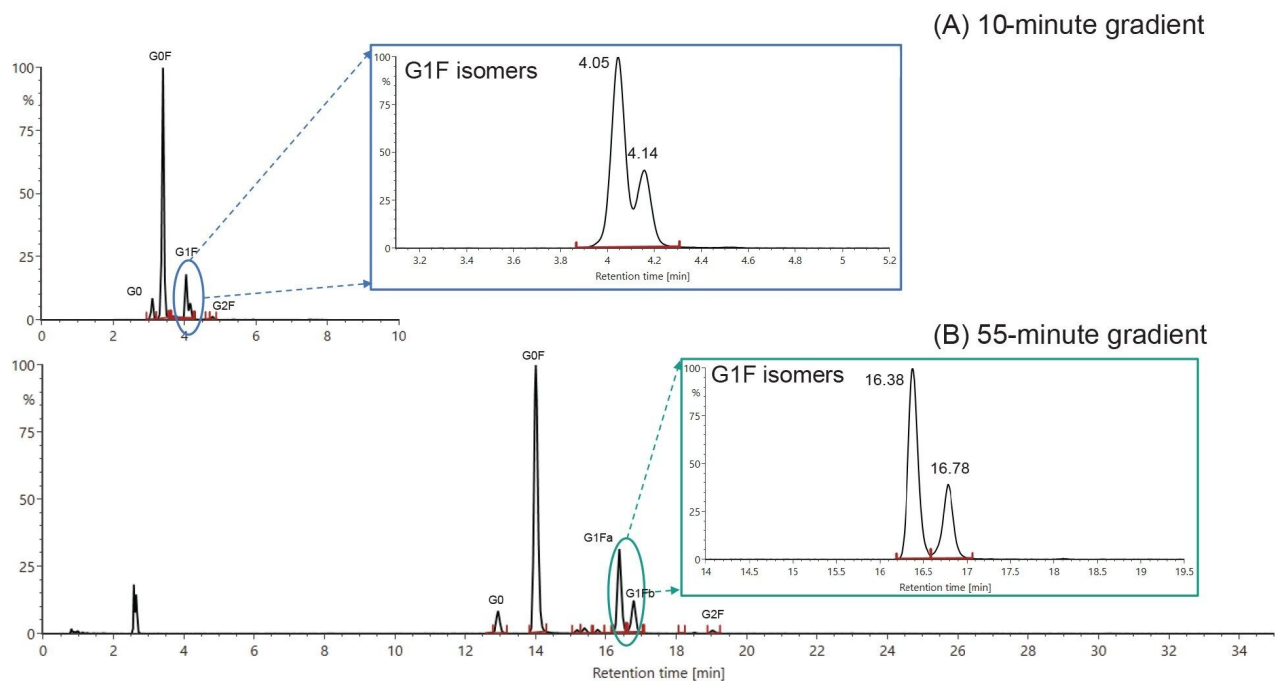 (A) 10-minute gradient
G0F
100
%
75
50
25
0
G0
G1F
G2F
0 2 4 6 8 10
G1F isomers
100
%
75
50
25
0
4.05
4.14
3.2 3.4 3.6 3.8 4 4.2 4.4 4.6 4.8 5 5.2
Retention time [min]
(B) 55-minute gradient
G0F
100
%
75
50
25
0
G0
G1Fa
G1Fb
G2F
0 2 4 6 8 10 12 14 16 18 20 22 24 26 28 30 32 34
Retention time [min]
G1F isomers
100
%
75
50
25
0
16.38
16.78
14 14.5 15 15.5 16 16.5 17 17.5 18 18.5 19 19.5
Retention time [min]